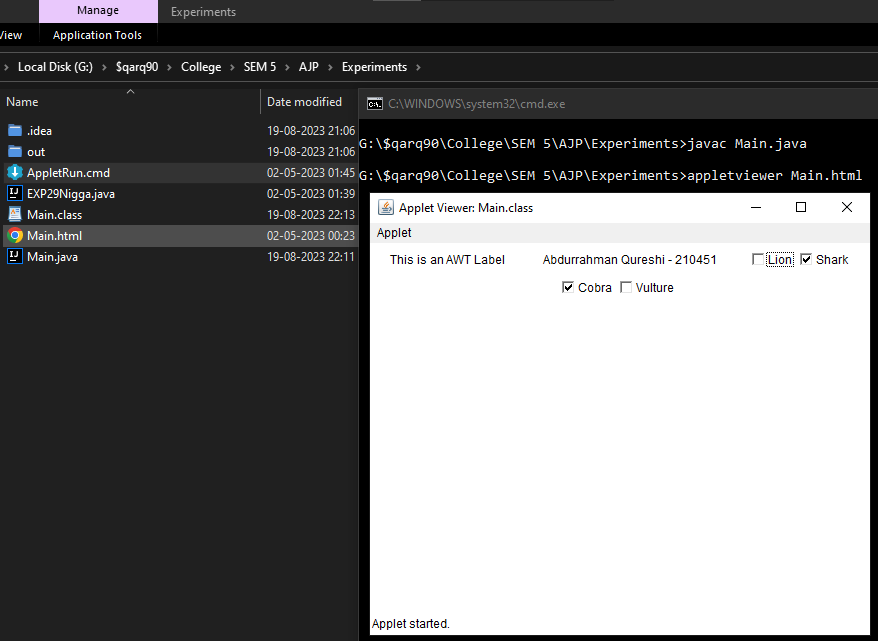 Manage
Experiments
View
Application Tools
Local Disk (G:) > $qarq90 > College > SEM 5 > AJP > Experiments >
Name Date modified
C:\WINDOWS\system32\cmd.exe
.idea 19-08-2023 21:06
out 19-08-2023 21:06
AppletRun.cmd 02-05-2023 01:45
EXP29Nigga.java 02-05-2023 01:39
Main.class 19-08-2023 22:13
Main.html 02-05-2023 00:23
Main.java 19-08-2023 22:11
G:\$qarq90\College\SEM 5\AJP\Experiments>javac Main.java
G:\$qarq90\College\SEM 5\AJP\Experiments>appletviewer Main.html
Applet Viewer: Main.class
Applet
This is an AWT Label Abdurrahman Qureshi - 210451 Lion Shark
Cobra Vulture
Applet started.